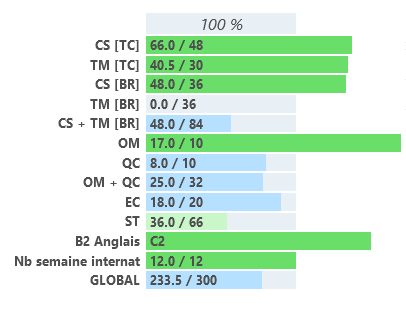 100 %
CS [TC] 66.0 / 48
TM [TC] 40.5 / 30
CS [BR] 48.0 / 36
TM [BR] 0.0 / 36
CS + TM [BR] 48.0 / 84
OM 17.0 / 10
QC 8.0 / 10
OM + QC 25.0 / 32
EC 18.0 / 20
ST 36.0 / 66
B2 Anglais C2
Nb semaine internat 12.0 / 12
GLOBAL 233.5 / 300